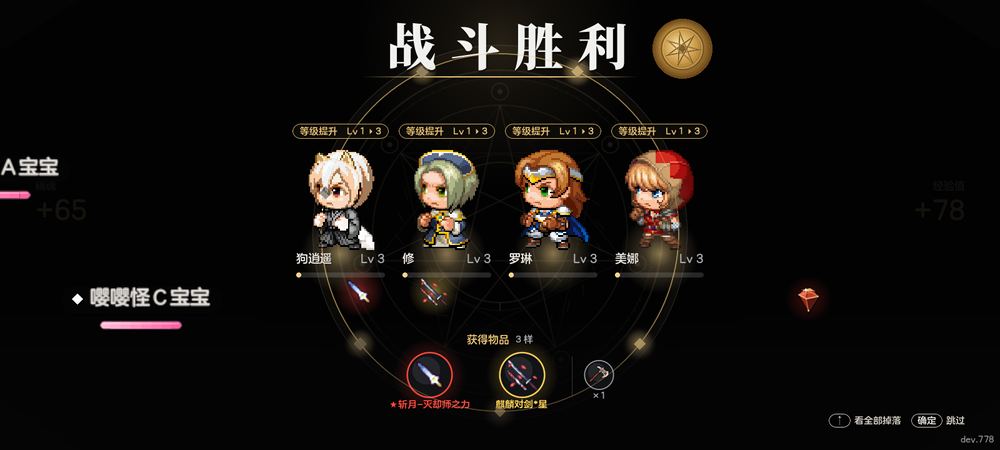 战斗胜利
等级提升 Lv 1 ▸ 3
等级提升 Lv 1 ▸ 3
等级提升 Lv 1 ▸ 3
等级提升 Lv 1 ▸ 3
A宝宝
+65
经验值
+78
狗逍遥 Lv 3
修 Lv 3
罗琳 Lv 3
美娜 Lv 3
◆ 嘤嘤怪C宝宝
获得物品 3 样
★斩月-灭却师之力
麒麟对剑*星
×1
↑ 看全部掉落 确定 跳过
dev.778